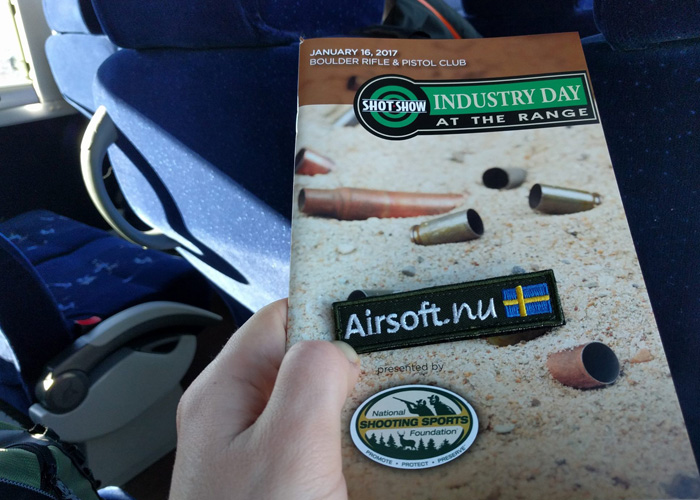 JANUARY 16, 2017
BOULDER RIFLE & PISTOL CLUB
SHOT SHOW
INDUSTRY DAY
AT THE RANGE
Airsoft.nu
presented by
National
SHOOTING SPORTS
Foundation
PROMOTE • PROTECT • PRESERVE